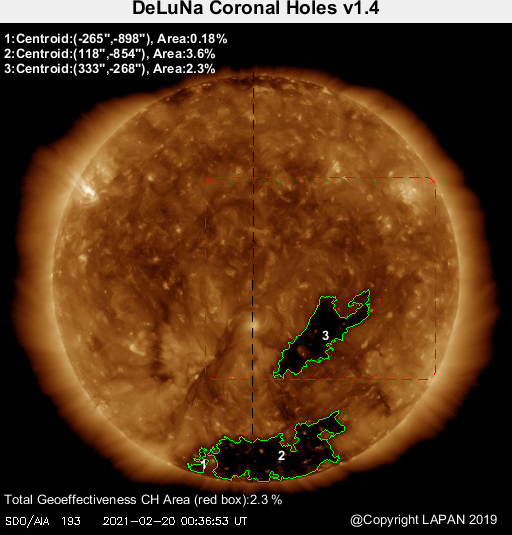 DeLuNa Coronal Holes v1.4
1:Centroid:(-265",-898"), Area:0.18%
2:Centroid:(118",-854"), Area:3.6%
3:Centroid:(333",-268"), Area:2.3%
3
1
2
Total Geoeffectiveness CH Area (red box):2.3 %
SDO/AIA 193 2021-02-20 00:36:53 UT
@Copyright LAPAN 2019